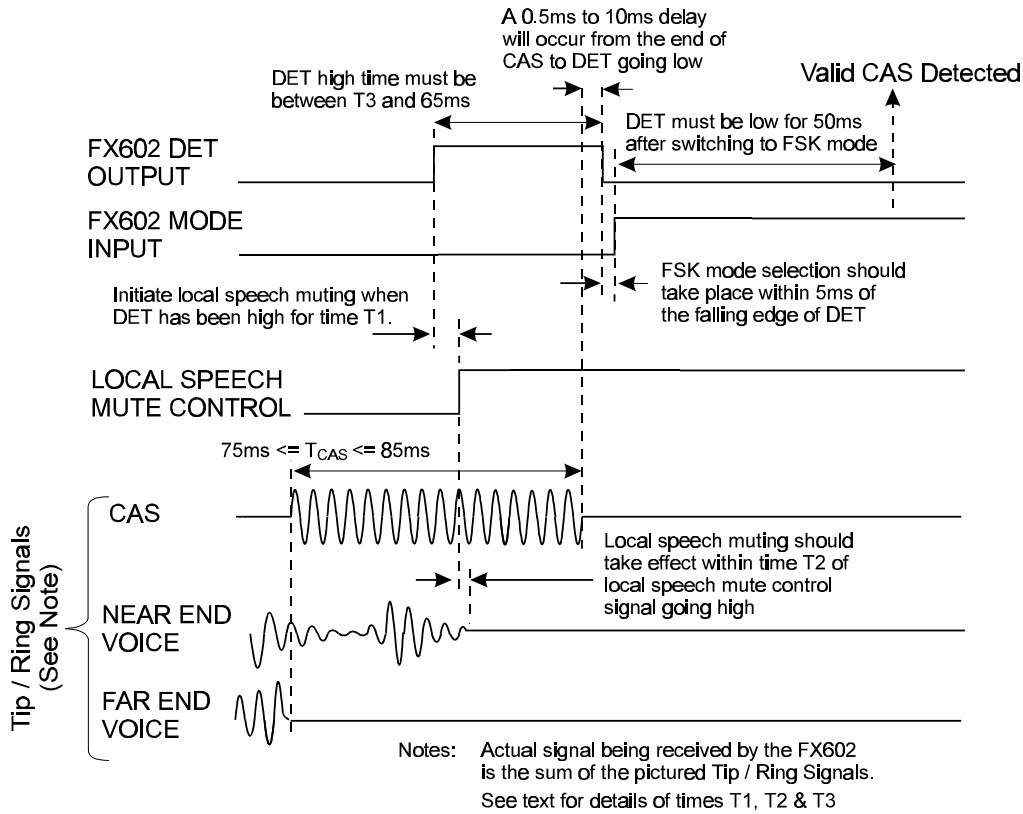 A 0.5ms to 10ms delay
will occur from the end of
CAS to DET going low
DET high time must be
between T3 and 65ms
Valid CAS Detected
DET must be low for 50ms
after switching to FSK mode
FX602 DET
OUTPUT
FX602 MODE
INPUT
FSK mode selection should
take place within 5ms of
the falling edge of DET
Initiate local speech muting when
DET has been high for time T1.
LOCAL SPEECH
MUTE CONTROL
75ms <= TCAS <= 85ms
CAS
Local speech muting should
take effect within time T2 of
local speech mute control
signal going high
Tip / Ring Signals
(See Note)
NEAR END
VOICE
FAR END
VOICE
Notes: Actual signal being received by the FX602
is the sum of the pictured Tip / Ring Signals.
See text for details of times T1, T2 & T3